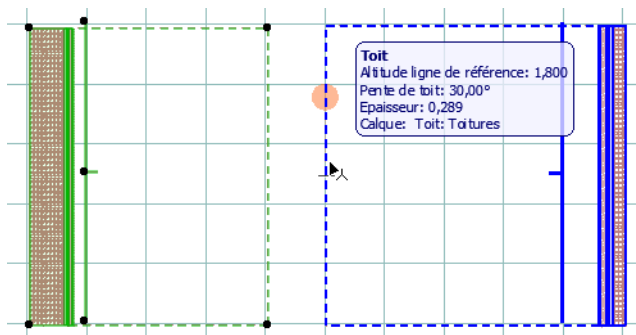 Toit
Altitude ligne de référence: 1,800
Pente de toit: 30,00°
Epaisseur: 0,289
Calque: Toit: Toitures